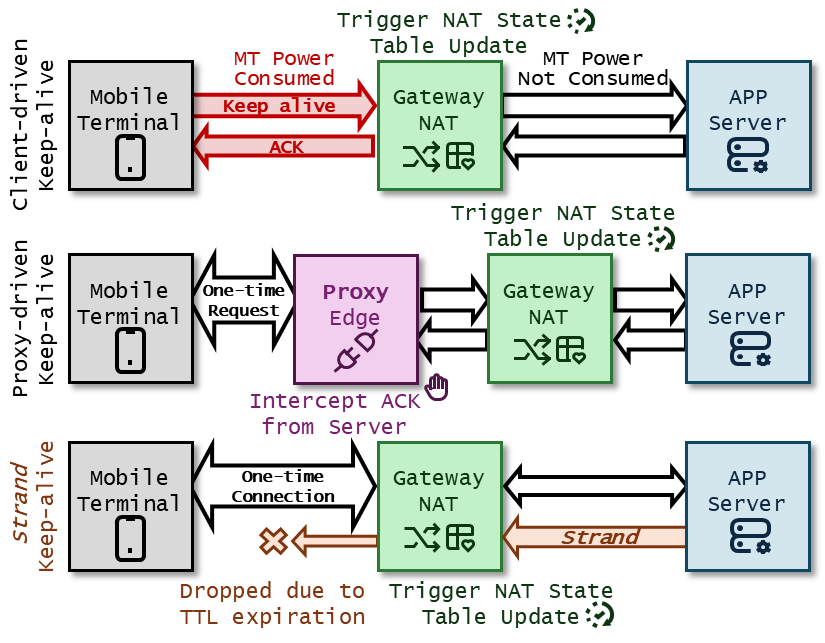 Client-driven
Keep-alive
Trigger NAT State
Table Update
MT Power
Consumed
MT Power
Not Consumed
Mobile
Terminal
Keep alive
ACK
Gateway
NAT
APP
Server
Proxy-driven
Keep-alive
Trigger NAT State
Table Update
Mobile
Terminal
One-time
Request
Proxy
Edge
Gateway
NAT
APP
Server
Intercept ACK
from Server
Strand
Keep-alive
Mobile
Terminal
One-time
Connection
Gateway
NAT
APP
Server
Strand
Dropped due to
TTL expiration
Trigger NAT State
Table Update